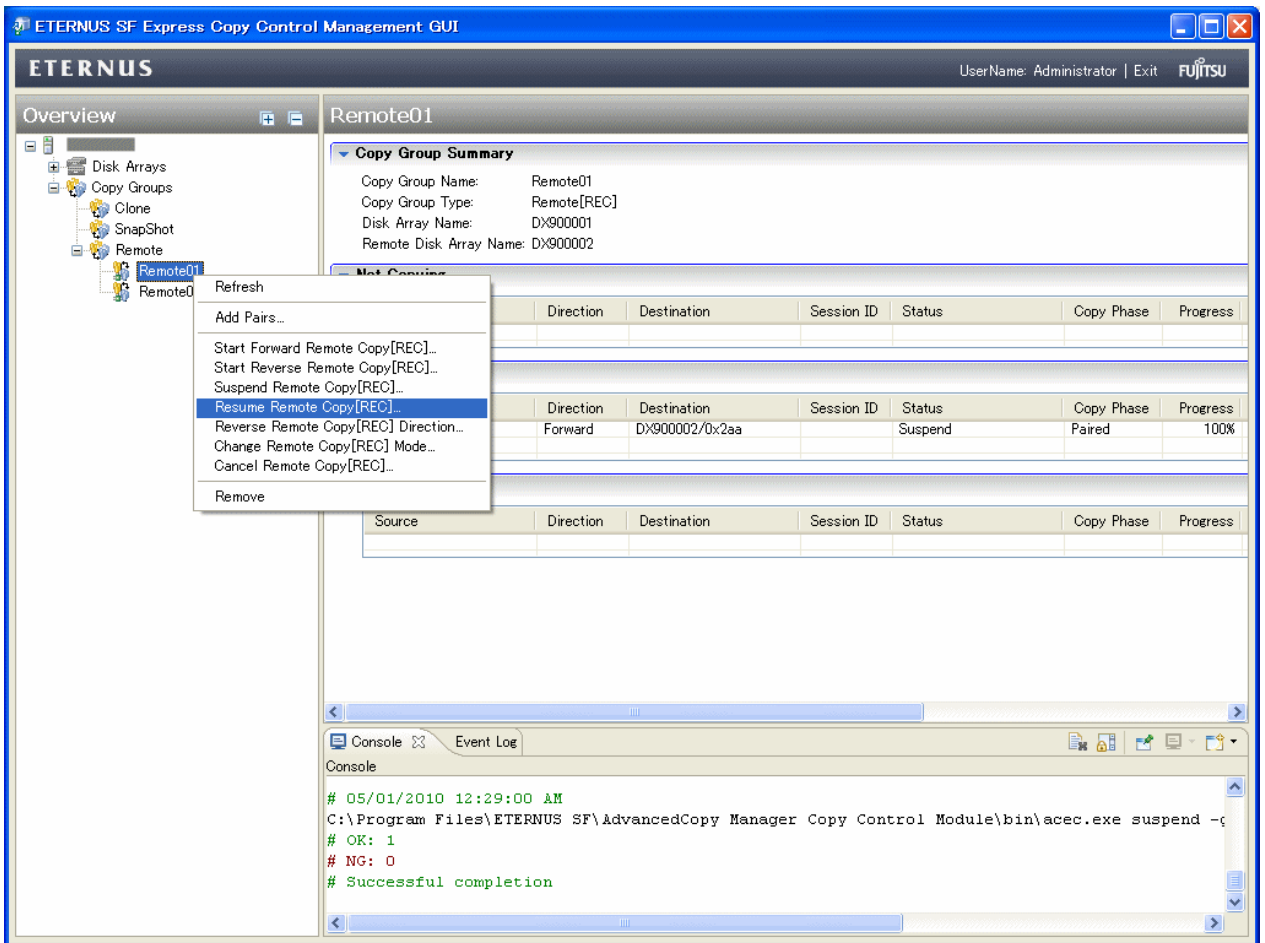 ETERNUS SF Express Copy Control Management GUI
ETERNUS
UserName: Administrator | Exit FUJITSU
Overview
Disk Arrays
Copy Groups
Clone
SnapShot
Remote
Remote01
Remote0
Refresh
Add Pairs...
Start Forward Remote Copy[REC]...
Start Reverse Remote Copy[REC]...
Suspend Remote Copy[REC]...
Resume Remote Copy[REC]...
Reverse Remote Copy[REC] Direction...
Change Remote Copy[REC] Mode...
Cancel Remote Copy[REC]...
Remove
Remote01
Copy Group Summary
Copy Group Name: Remote01
Copy Group Type: Remote[REC]
Disk Array Name: DX900001
Remote Disk Array Name: DX900002
Not Copying
Direction Destination Session ID Status Copy Phase Progress
Direction Destination Session ID Status Copy Phase Progress
Forward DX900002/0x2aa Suspend Paired 100%
Source Direction Destination Session ID Status Copy Phase Progress
Console Event Log
Console
# 05/01/2010 12:29:00 AM
C:\Program Files\ETERNUS SF\AdvancedCopy Manager Copy Control Module\bin\acec.exe suspend -g
# OK: 1
# NG: 0
# Successful completion